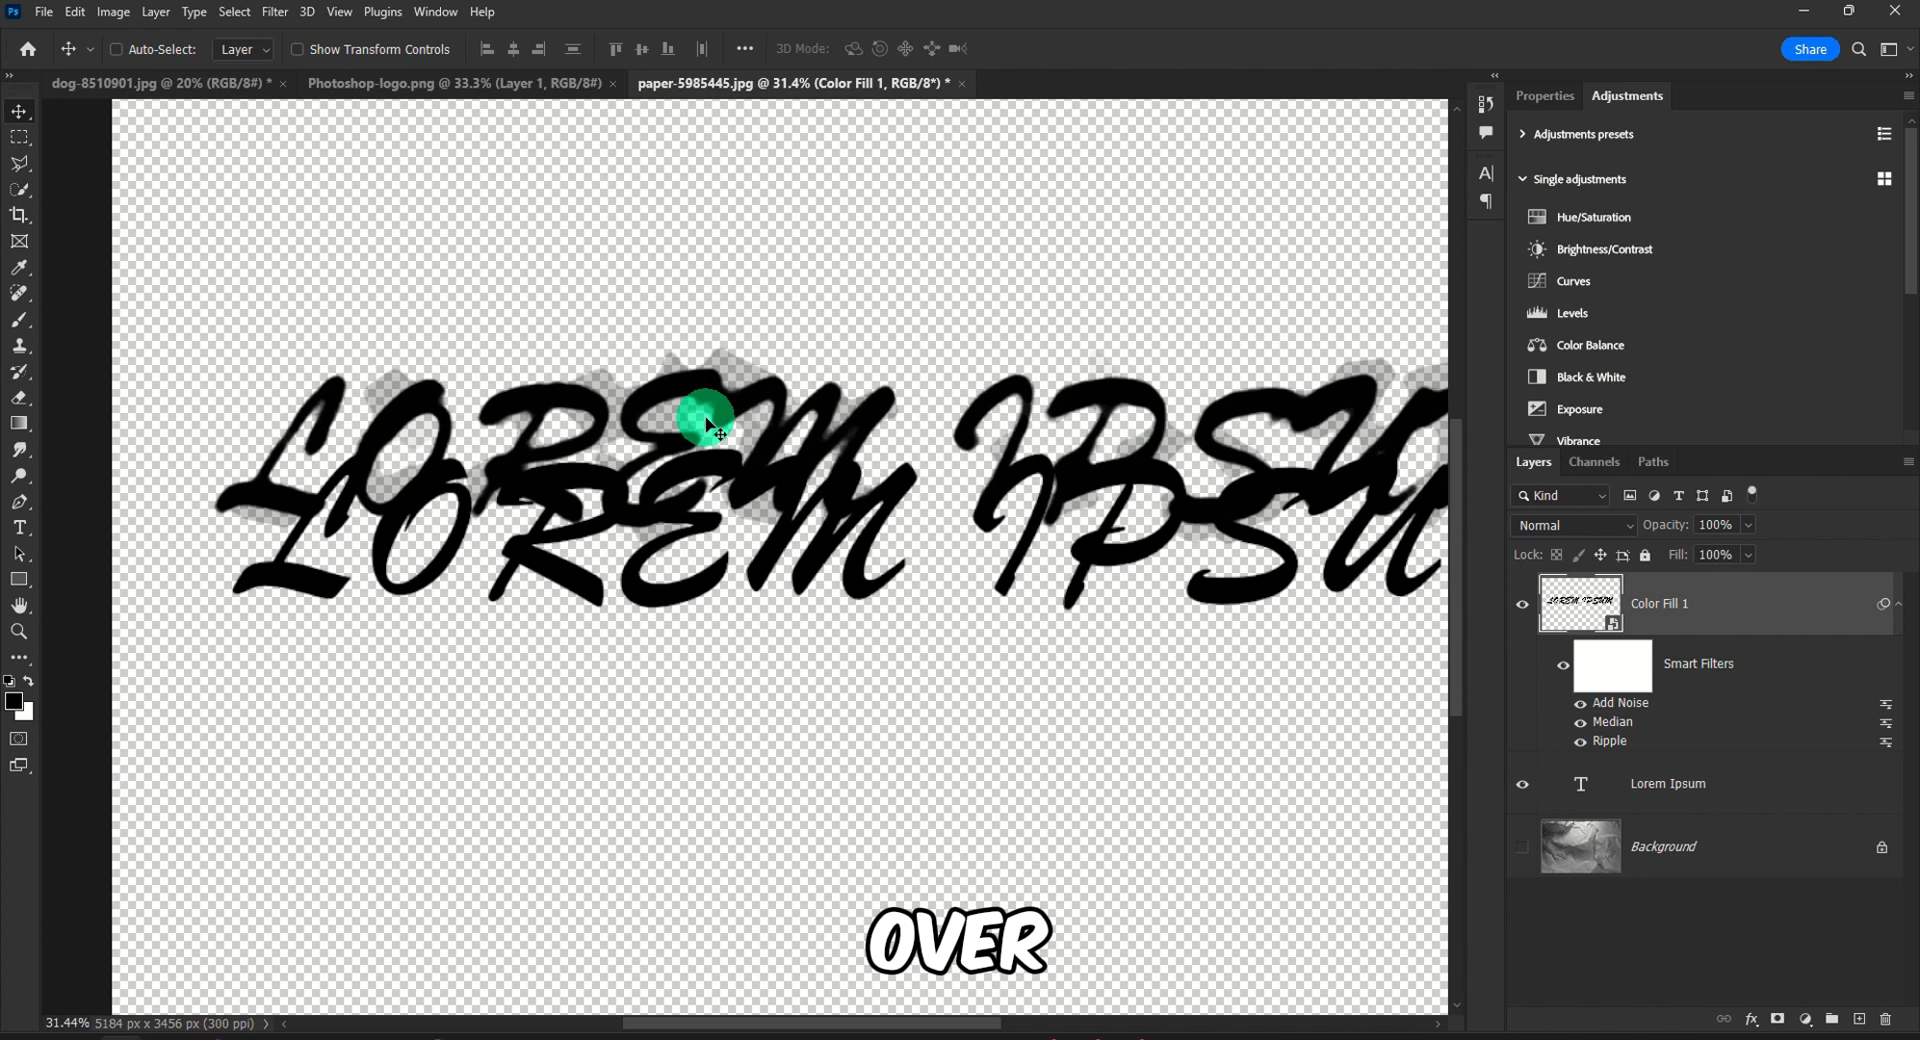 Ps File Edit Image Layer Type Select Filter 3D View Plugins Window Help
Auto-Select: Layer Show Transform Controls 3D Mode: Share
dog-8510901.jpg @ 20% (RGB/8#) * × Photoshop-logo.png @ 33.3% (Layer 1, RGB/8#) × paper-5985445.jpg @ 31.4% (Color Fill 1, RGB/8*) * ×
Properties Adjustments
Adjustments presets
Single adjustments
Hue/Saturation
Brightness/Contrast
Curves
Levels
Color Balance
Black & White
Exposure
Vibrance
LOREM IPSU
LOREM IPSU
Layers Channels Paths
Kind
Normal Opacity: 100%
Lock: Fill: 100%
LOREM IPSUM Color Fill 1
Smart Filters
Add Noise
Median
Ripple
T Lorem Ipsum
Background
OVER
31.44% 5184 px x 3456 px (300 ppi)